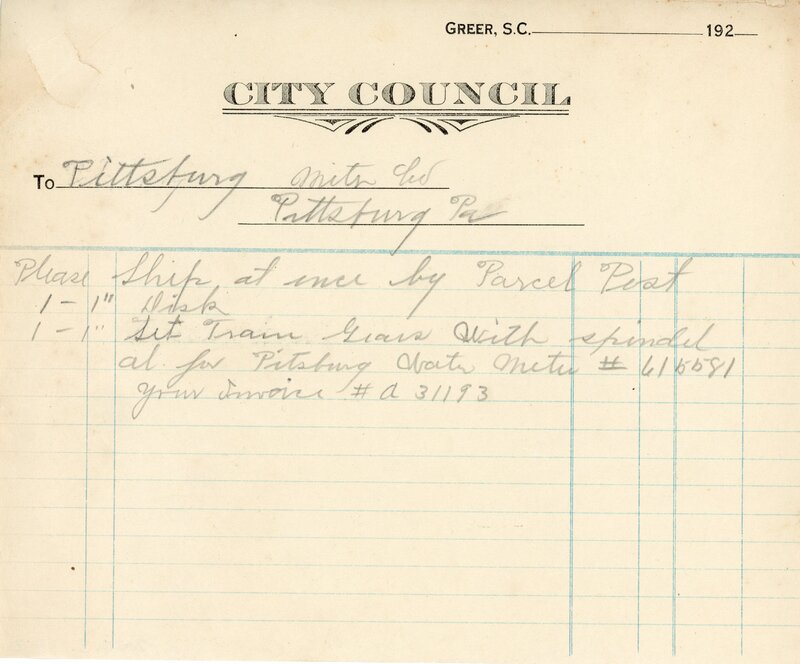 GREER, S.C. 192
CITY COUNCIL
To Pittsburg Meter Co
Pittsburg Pa
Please Ship at once by Parcel Post
1 - 1" Disk
1 - 1" Set Train Gears With spindel
al for Pitsburg Water Meter # 615581
your Invoice # A 31193